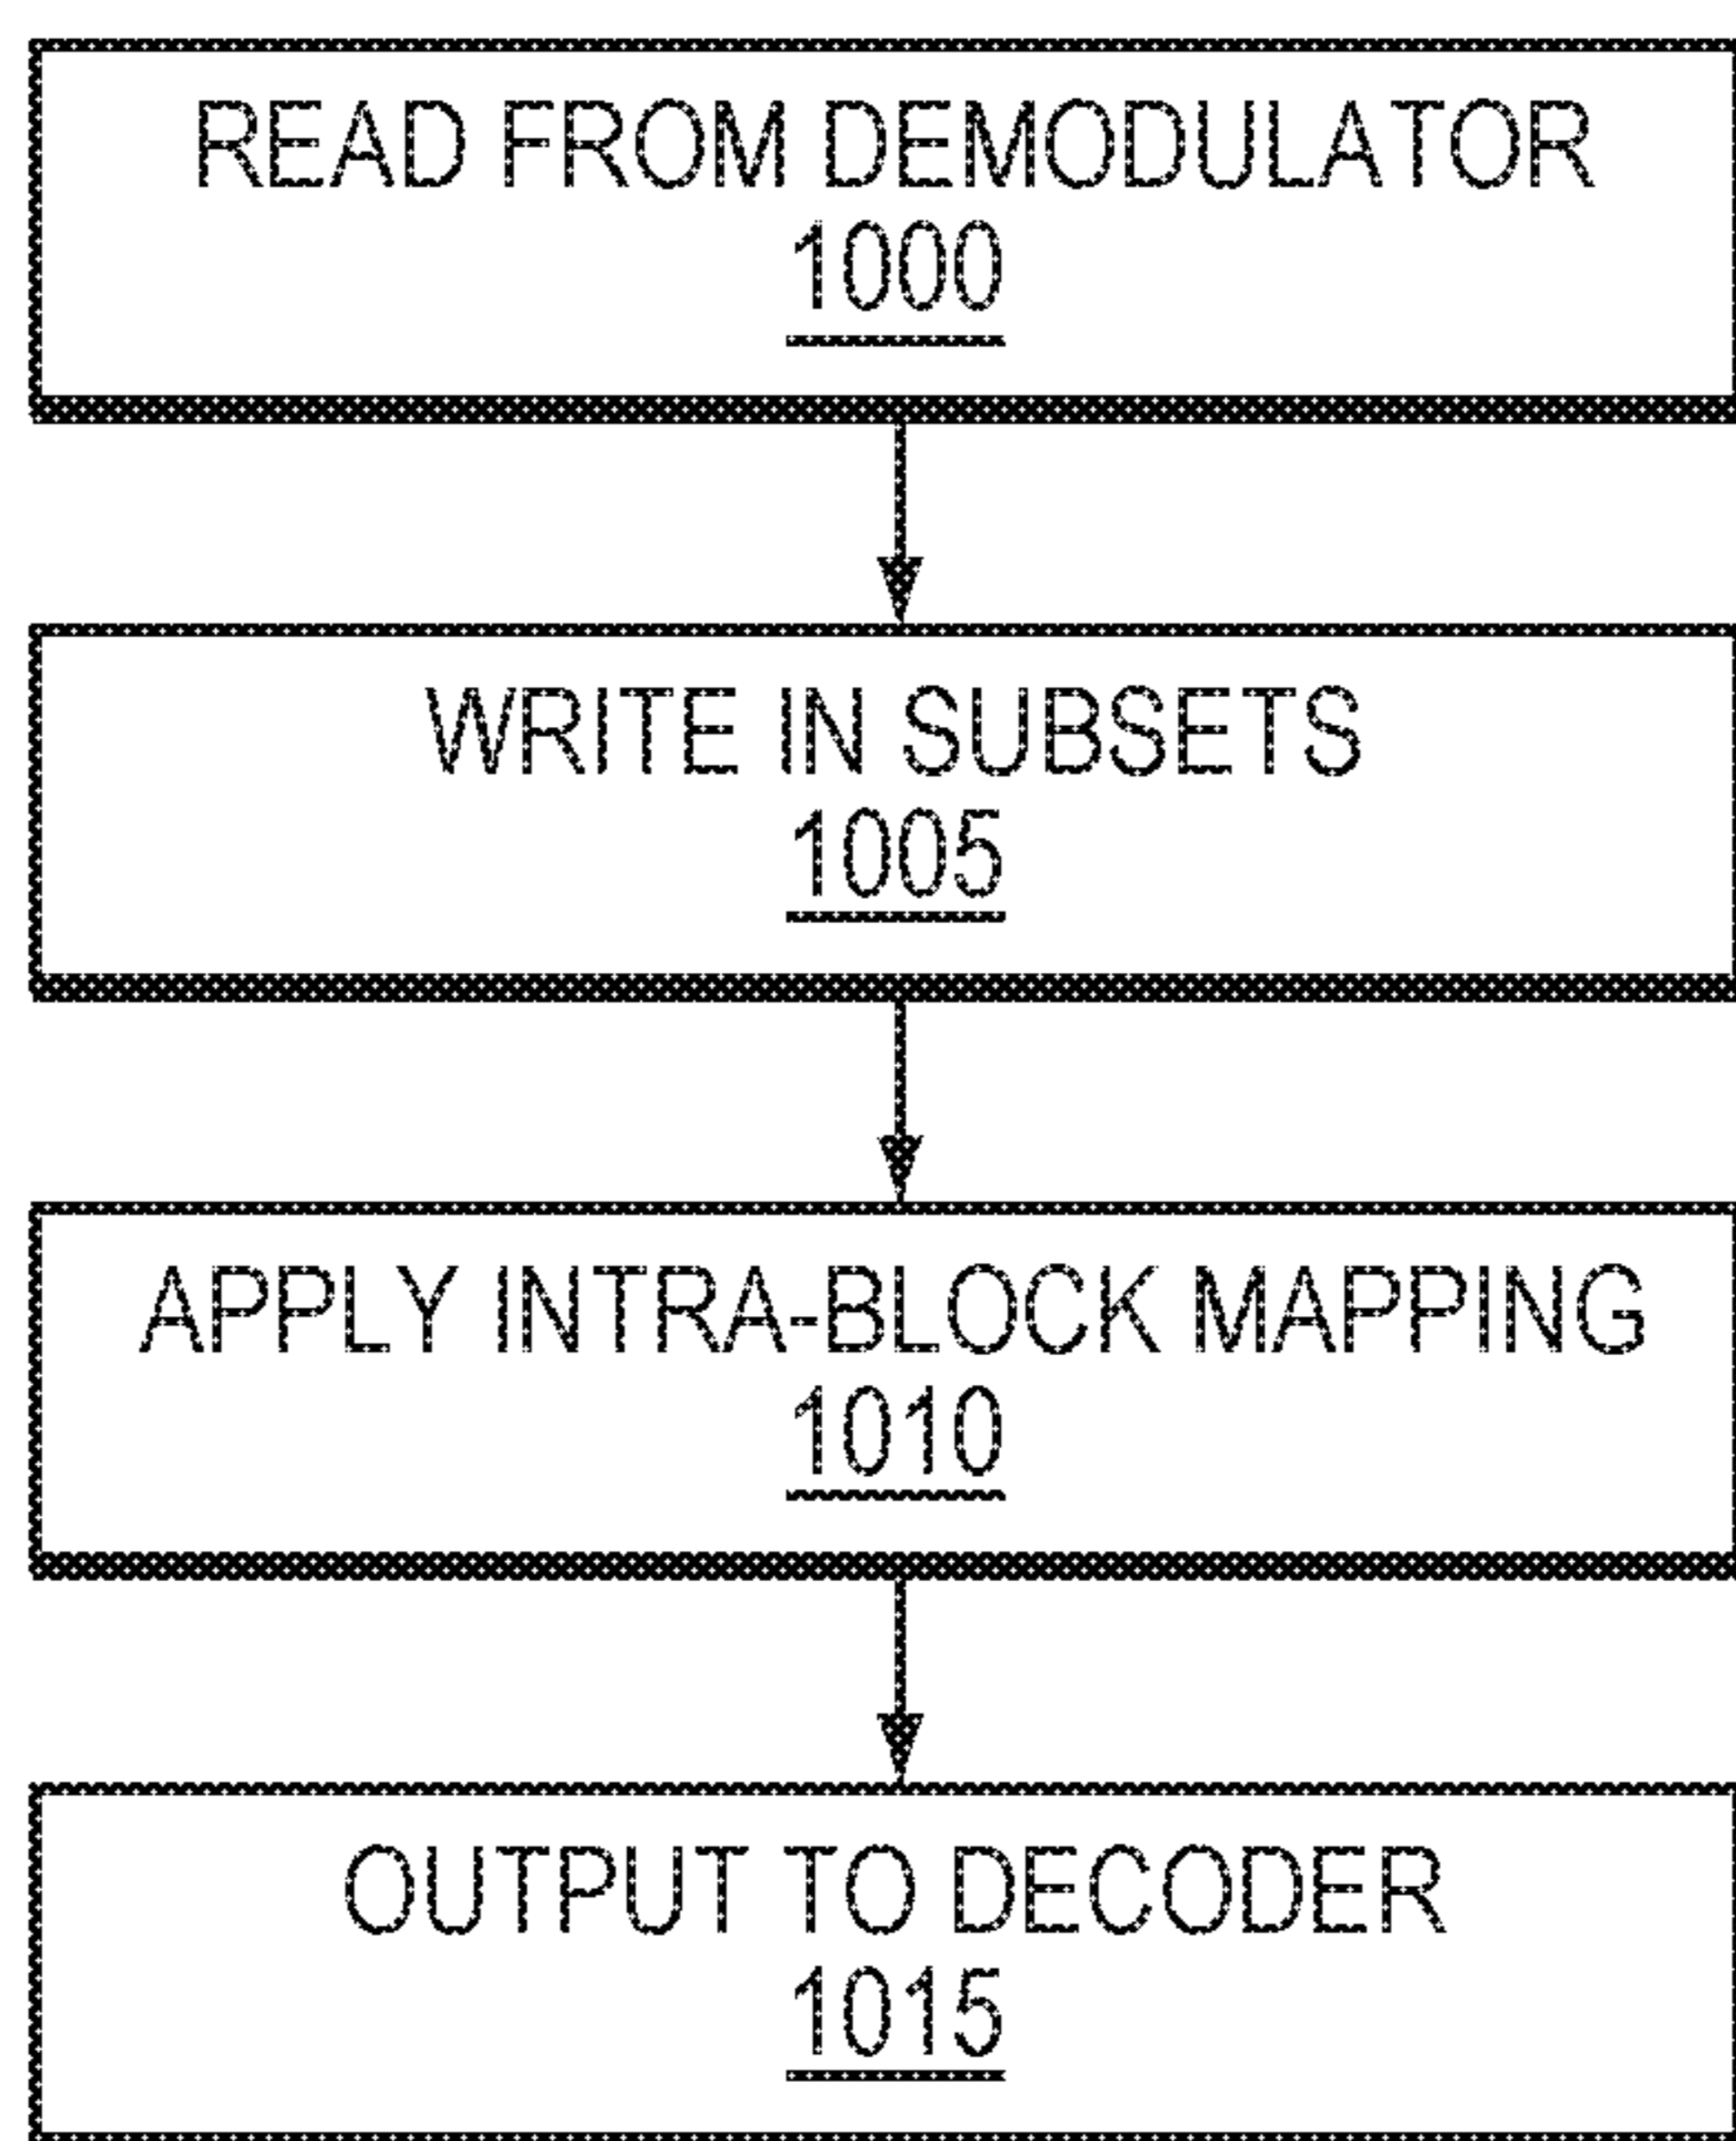 READ FROM DEMODULATOR
1000
WRITE IN SUBSETS
1005
APPLY INTRA-BLOCK MAPPING
1010
OUTPUT TO DECODER
1015